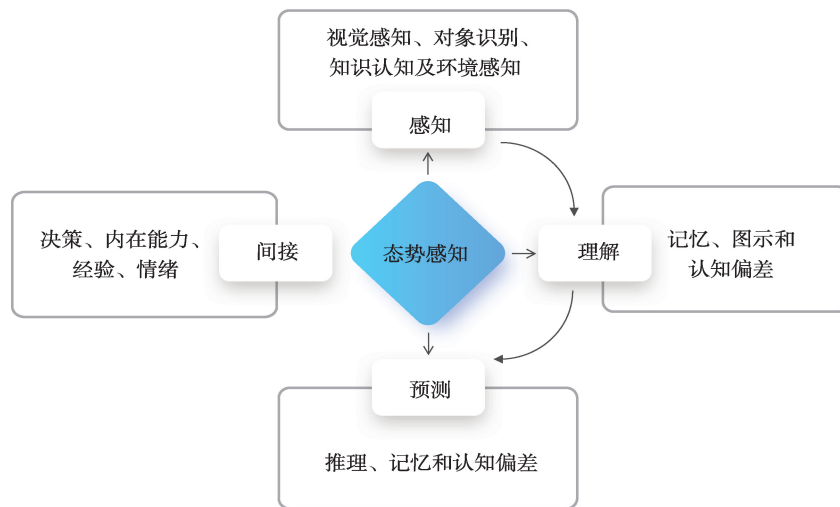 视觉感知、对象识别、
知识认知及环境感知
感知
决策、内在能力、
经验、情绪
间接
态势感知
理解
记忆、图示和
认知偏差
预测
推理、记忆和认知偏差